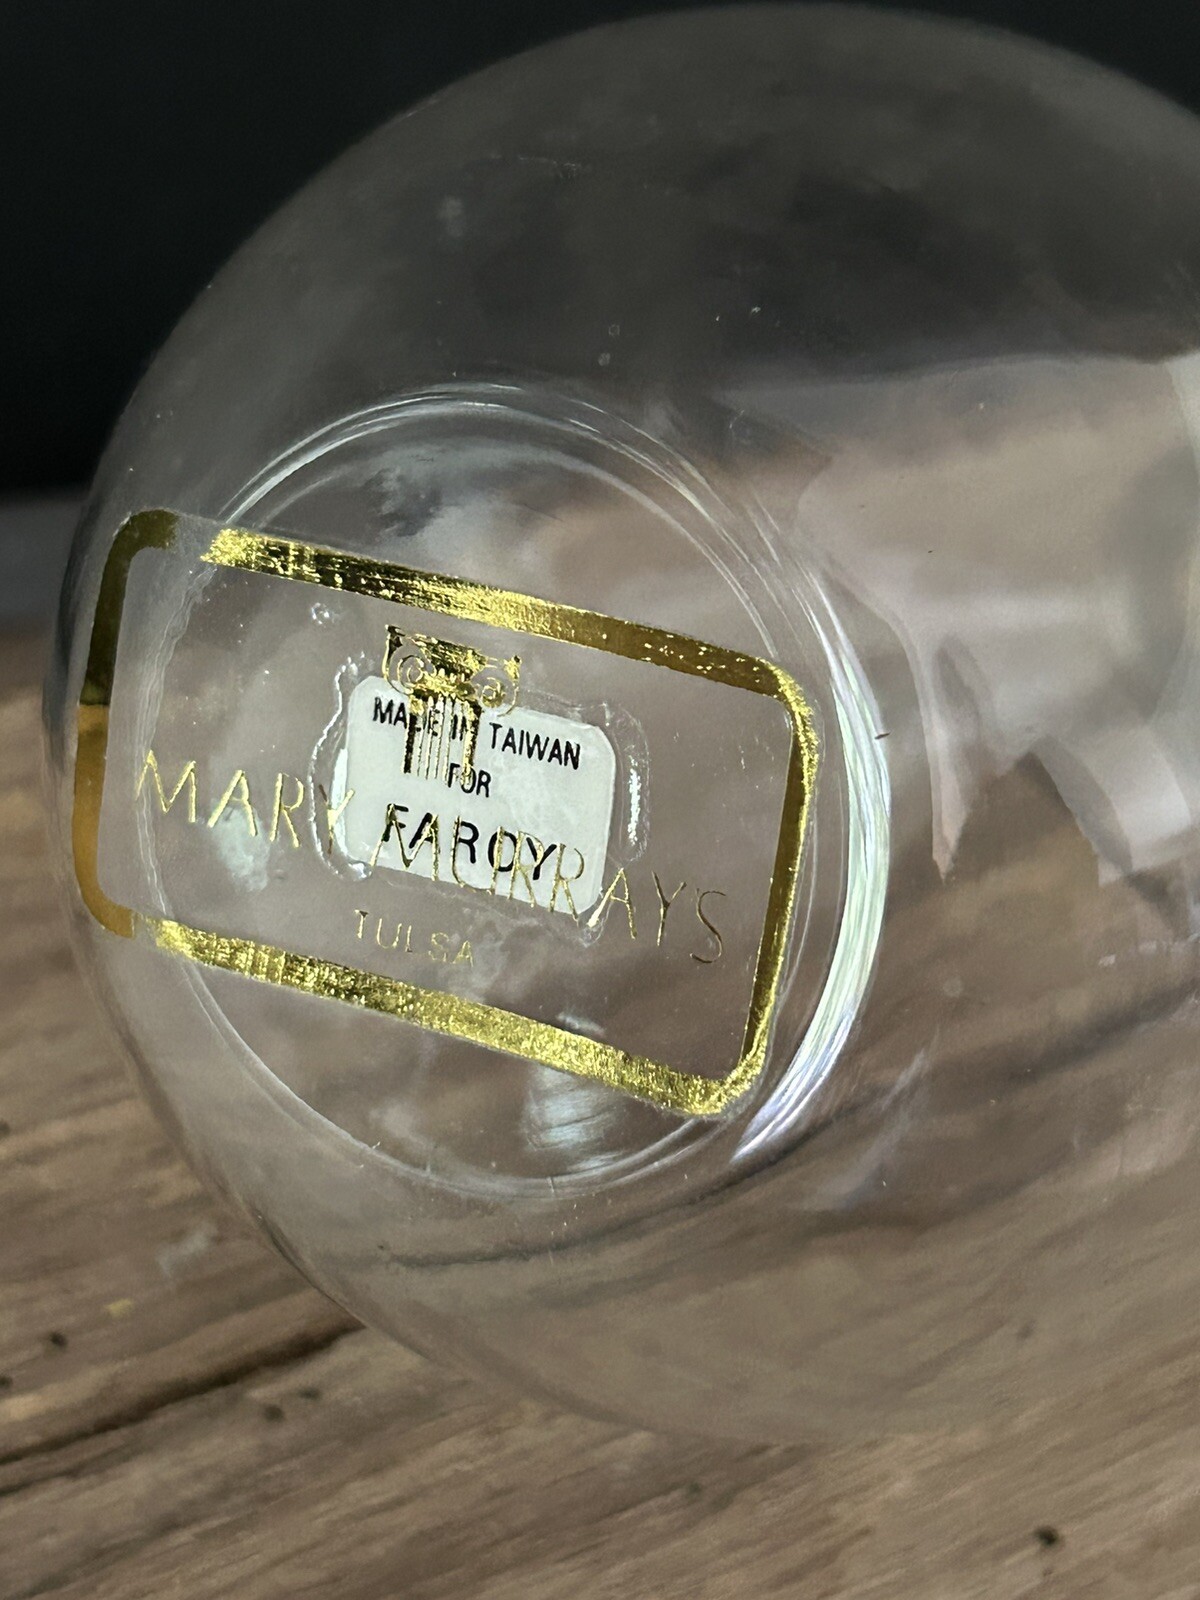 MADE IN TAIWAN
FOR
FAROY
MARY MURRAYS
TULSA